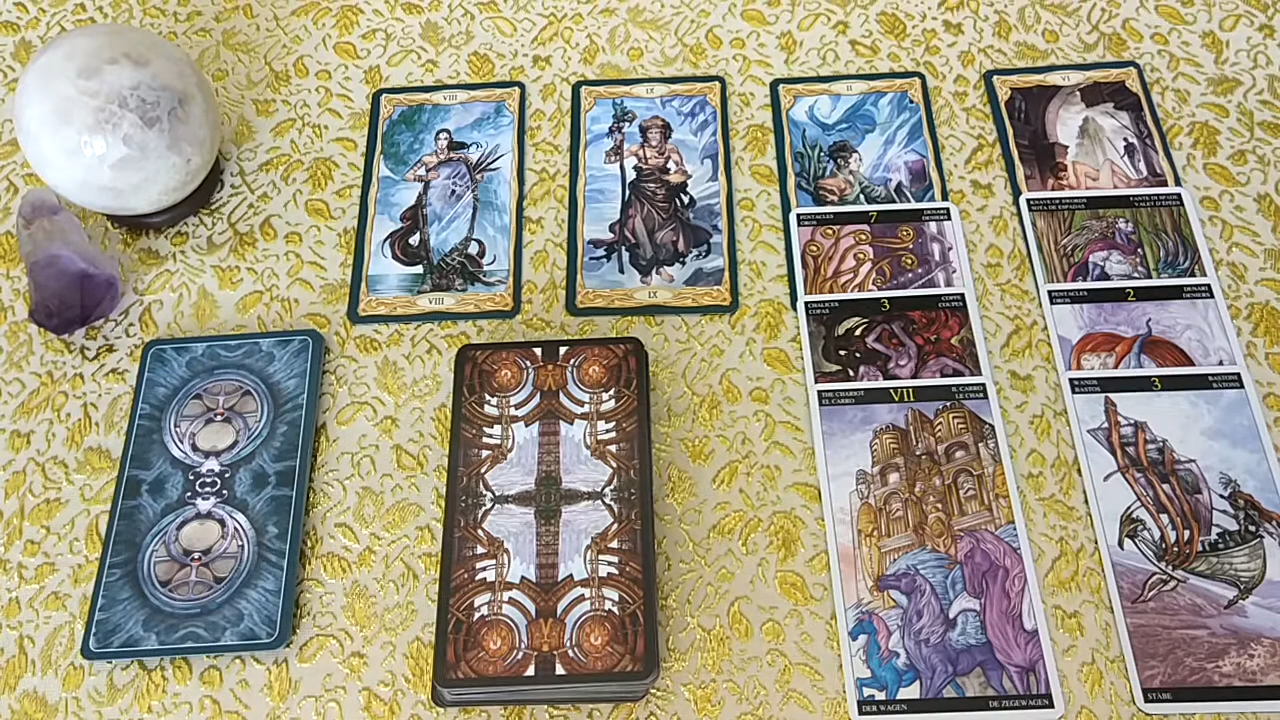 VIII
VIII
IX
IX
II
VI
PENTACLES
OROS
7
DENARI
DENIERS
CHALICES
COPAS
3
COPPE
COUPES
THE CHARIOT
EL CARRO
VII
IL CARRO
LE CHAR
DER WAGEN
DE ZEGEWAGEN
KNAVE OF SWORDS
SOTA DE ESPADAS
FANTE DI SPADE
VALET D'ÉPÉES
PENTACLES
OROS
2
DENARI
DENIERS
WANDS
BASTOS
3
BASTONI
BÂTONS
STÄBE